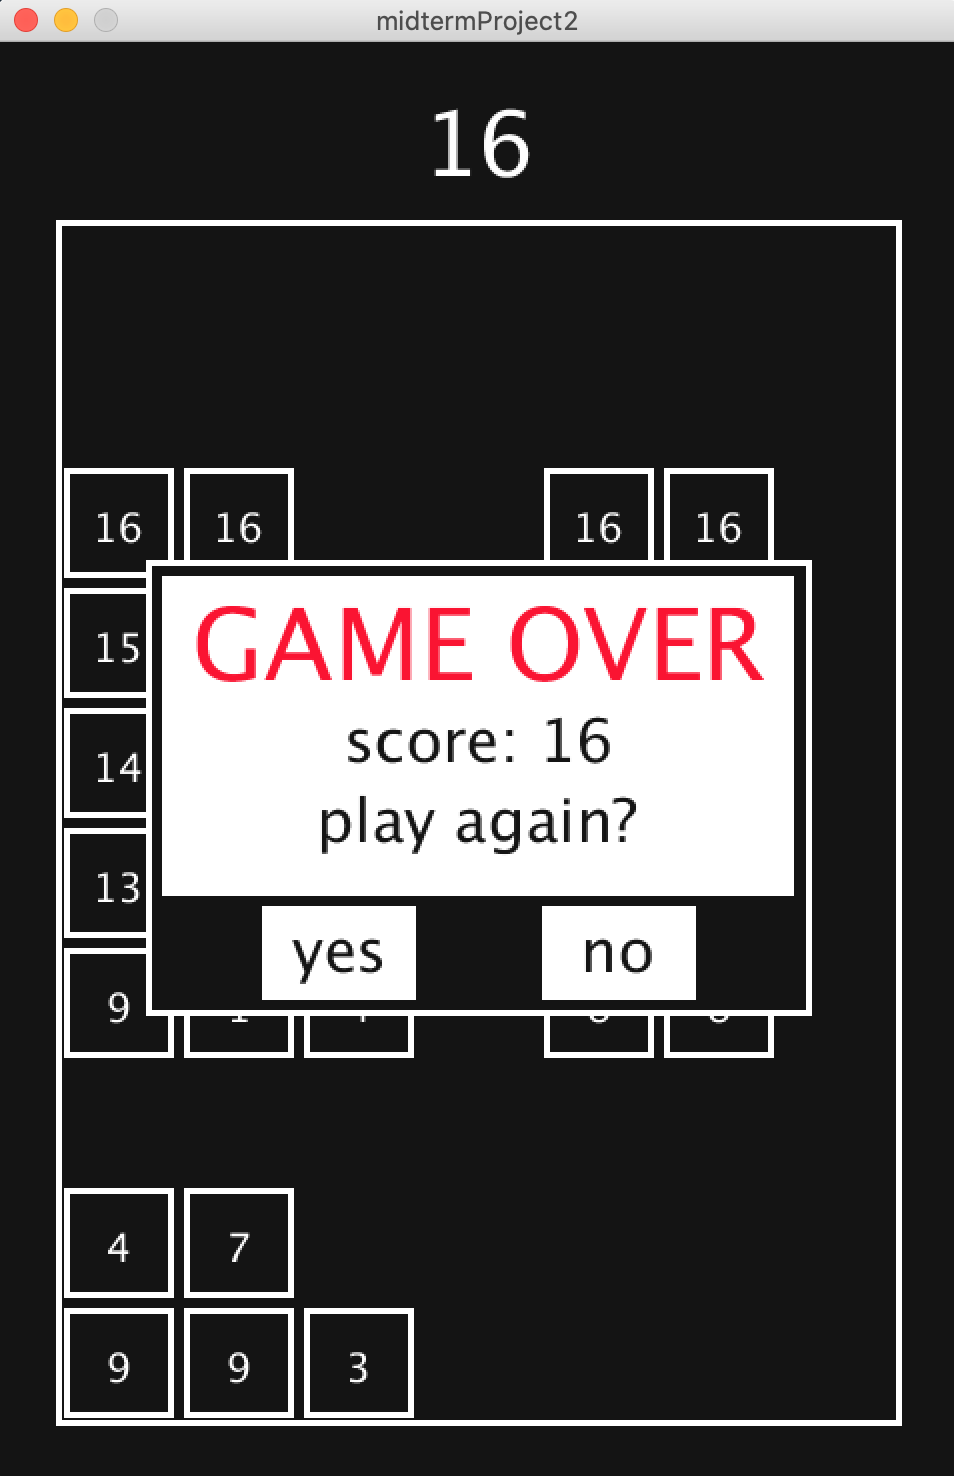 midtermProject2
16
16 16 16 16
15
GAME OVER
14
score: 16
play again?
13
yes no
9
4 7
9 9 3